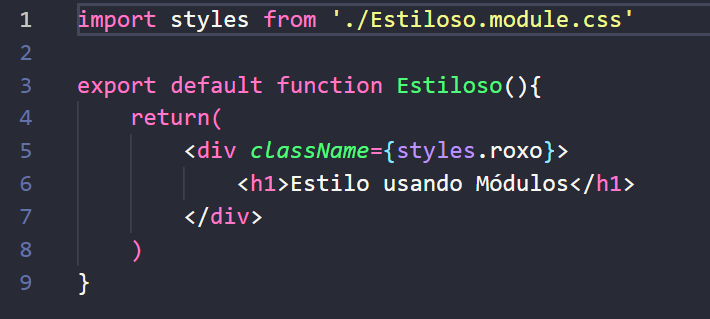 1 import styles from './Estiloso.module.css'
2
3 export default function Estiloso(){
4     return(
5         <div className={styles.roxo}>
6             <h1>Estilo usando Módulos</h1>
7         </div>
8     )
9 }